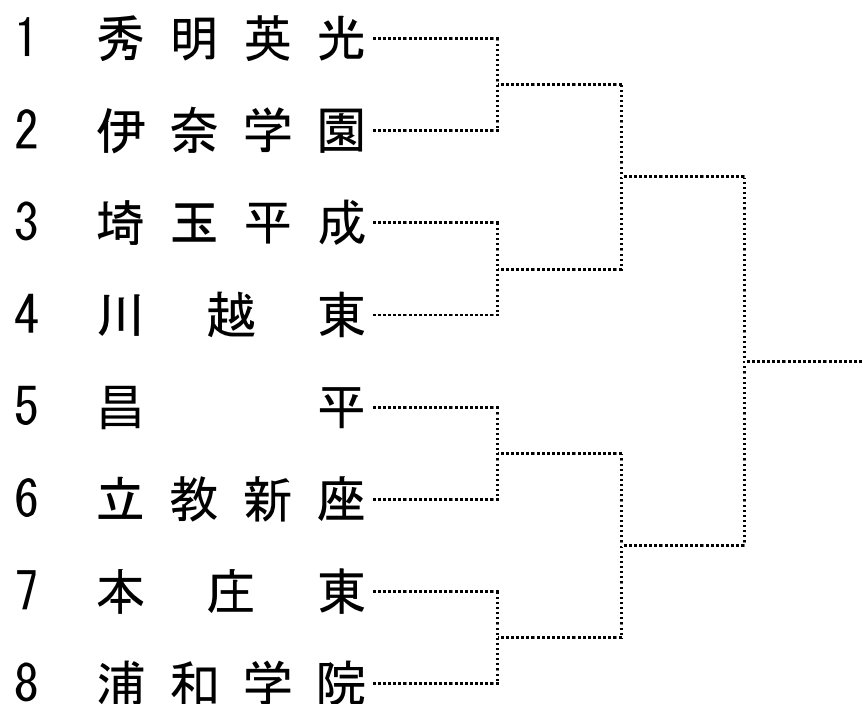 1 秀明英光
2 伊奈学園
3 埼玉平成
4 川越東
5 昌平
6 立教新座
7 本庄東
8 浦和学院